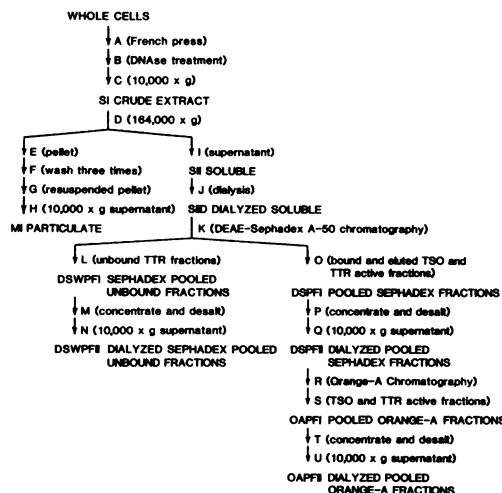 WHOLE CELLS
A (French press)
B (DNAse treatment)
C (10,000 x g)
SI CRUDE EXTRACT
D (164,000 x g)
E (pellet)
F (wash three times)
G (resuspended pellet)
H (10,000 x g supernatant)
MI PARTICULATE
I (supernatant)
SII SOLUBLE
J (dialysis)
SIID DIALYZED SOLUBLE
K (DEAE-Sephadex A-50 chromatography)
L (unbound TTR fractions)
DSWPFI SEPHADEX POOLED
UNBOUND FRACTIONS
M (concentrate and desalt)
N (10,000 x g supernatant)
DSWPFII DIALYZED SEPHADEX POOLED
UNBOUND FRACTIONS
O (bound and eluted TSO and
TTR active fractions)
DSPFI POOLED SEPHADEX FRACTIONS
P (concentrate and desalt)
Q (10,000 x g supernatant)
DSPFII DIALYZED POOLED
SEPHADEX FRACTIONS
R (Orange-A Chromatography)
S (TSO and TTR active fractions)
OAPFI POOLED ORANGE-A FRACTIONS
T (concentrate and desalt)
U (10,000 x g supernatant)
OAPFII DIALYZED POOLED
ORANGE-A FRACTIONS